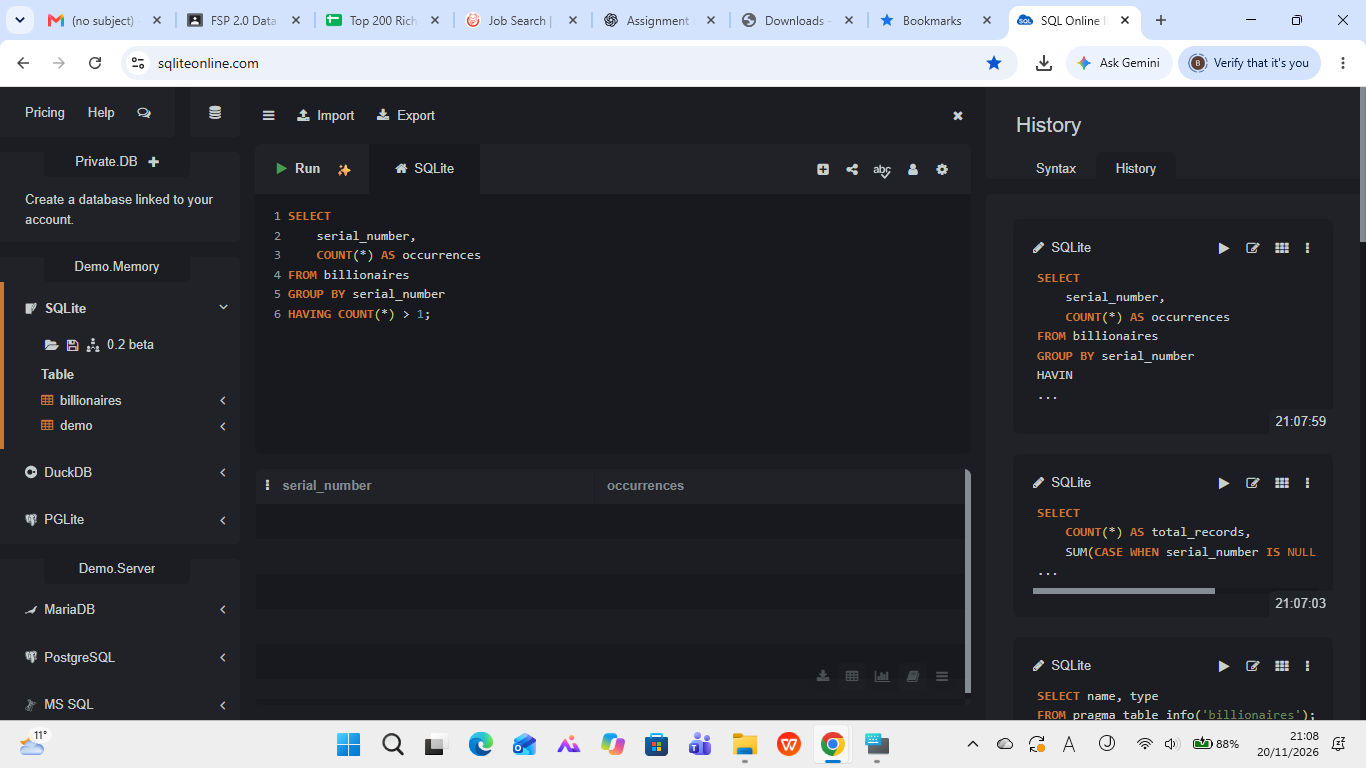 (no subject) -
FSP 2.0 Data
Top 200 Rich
Job Search |
Assignment
Downloads -
Bookmarks
SQL Online I
sqliteonline.com
Ask Gemini
Verify that it's you
Pricing
Help
Import
Export
History
Private.DB
Run
SQLite
abc
Syntax
History
Create a database linked to your
account.
Demo.Memory
SQLite
0.2 beta
Table
billionaires
demo
DuckDB
PGLite
Demo.Server
MariaDB
PostgreSQL
MS SQL
1 SELECT
2 serial_number,
3 COUNT(*) AS occurrences
4 FROM billionaires
5 GROUP BY serial_number
6 HAVING COUNT(*) > 1;
serial_number occurrences
SQLite
SELECT
serial_number,
COUNT(*) AS occurrences
FROM billionaires
GROUP BY serial_number
HAVIN
...
21:07:59
SQLite
SELECT
COUNT(*) AS total_records,
SUM(CASE WHEN serial_number IS NULL
...
21:07:03
SQLite
SELECT name, type
FROM pragma_table_info('billionaires');
11°
88%
21:08
20/11/2026